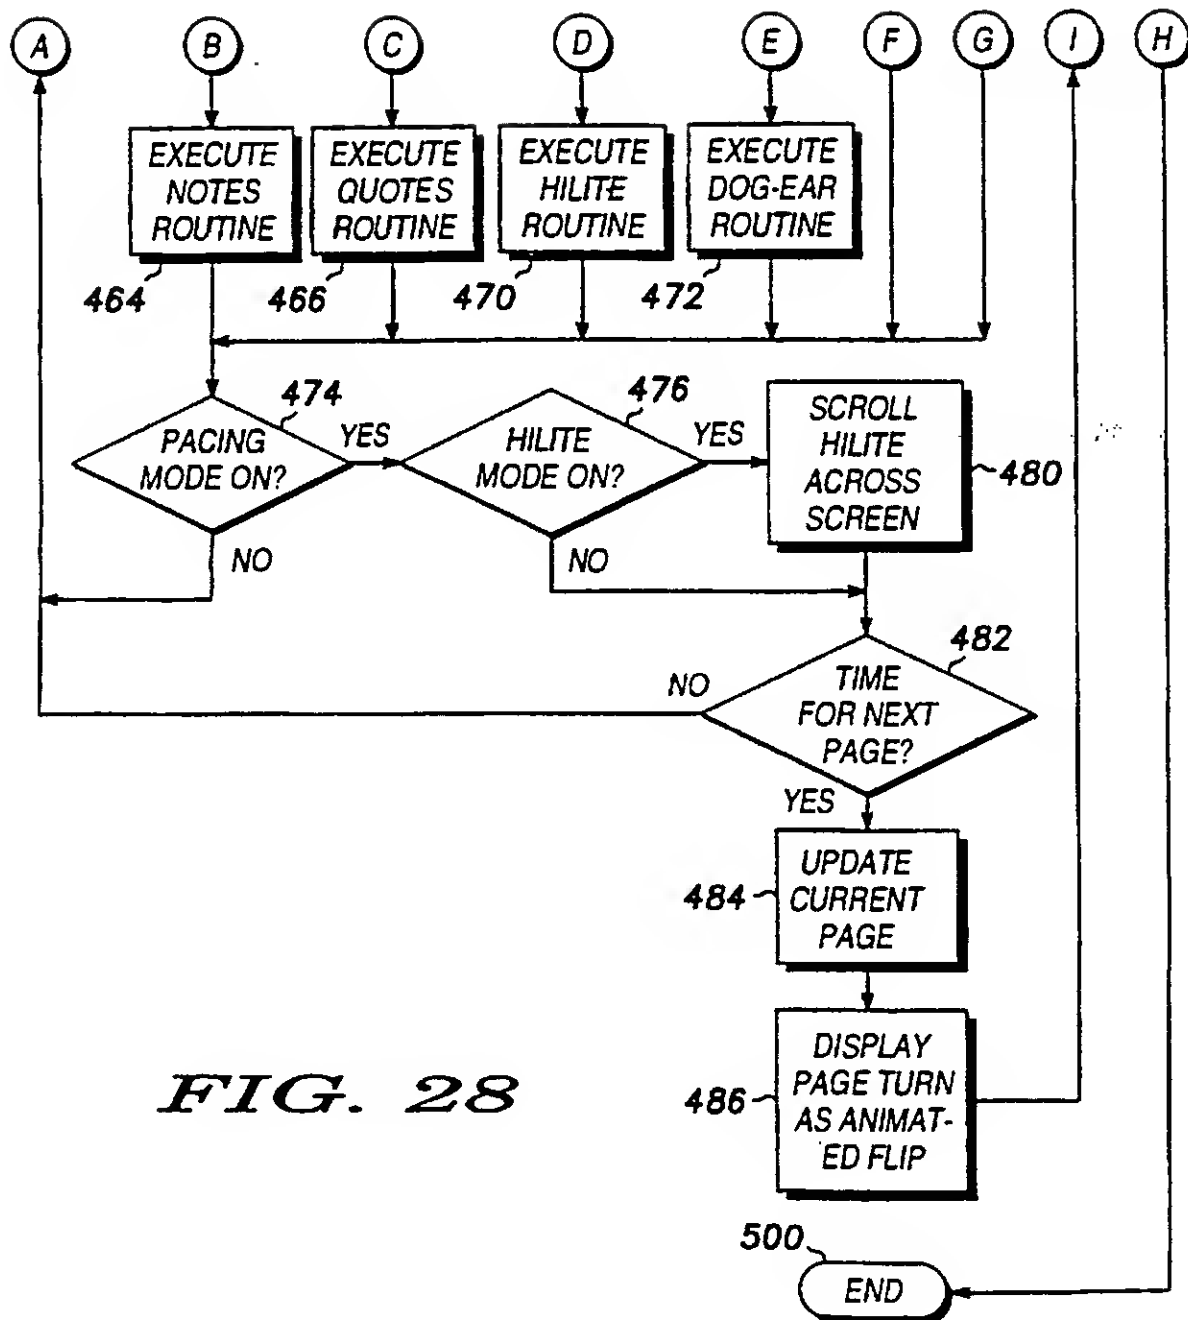 A B C D E F G I H
EXECUTE
NOTES
ROUTINE
EXECUTE
QUOTES
ROUTINE
EXECUTE
HILITE
ROUTINE
EXECUTE
DOG-EAR
ROUTINE
464
466
470
472
PACING
MODE ON?
474
YES
NO
HILITE
MODE ON?
476
YES
NO
SCROLL
HILITE
ACROSS
SCREEN
480
TIME
FOR NEXT
PAGE?
482
NO
YES
UPDATE
CURRENT
PAGE
484
DISPLAY
PAGE TURN
AS ANIMAT-
ED FLIP
486
FIG. 28
500
END